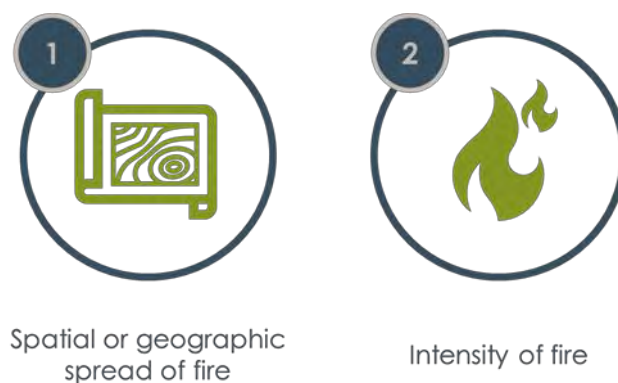 1
2
Spatial or geographic
spread of fire
Intensity of fire